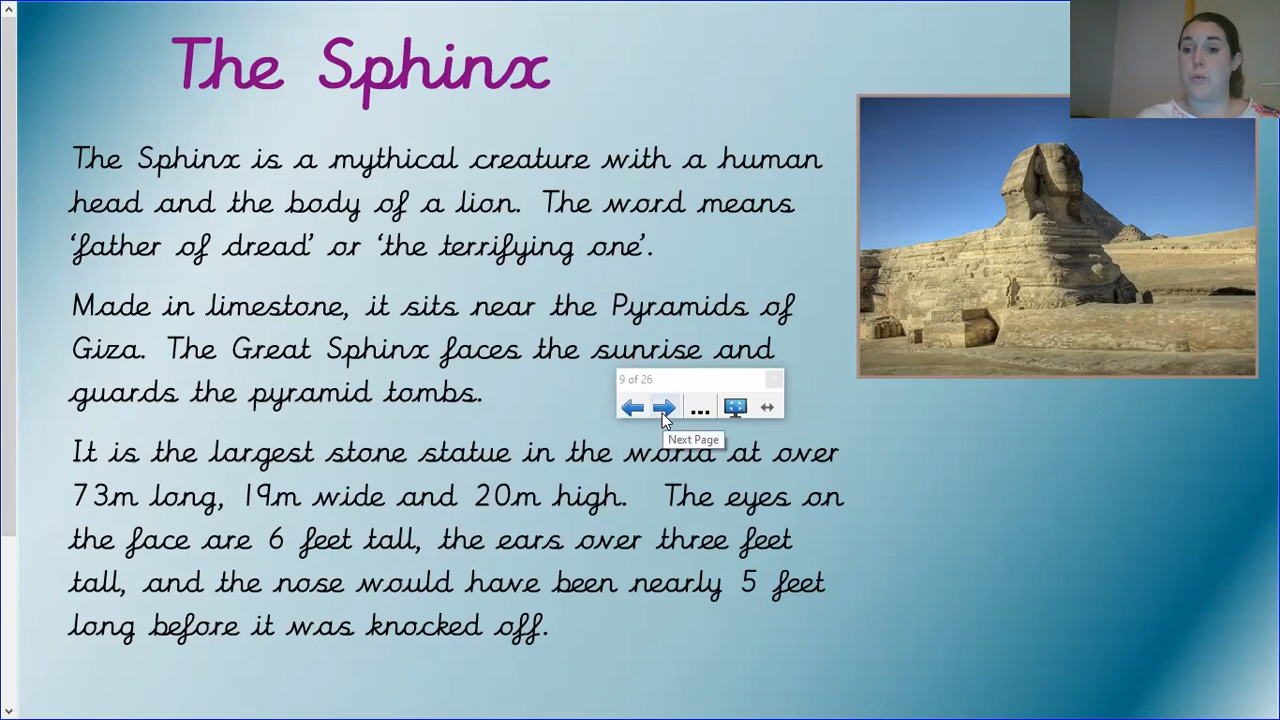 The Sphinx
The Sphinx is a mythical creature with a human
head and the body of a lion. The word means
‘father of dread’ or ‘the terrifying one’.
Made in limestone, it sits near the Pyramids of
Giza. The Great Sphinx faces the sunrise and
guards the pyramid tombs.
9 of 26
...
Next Page
It is the largest stone statue in the world at over
73m long, 19m wide and 20m high. The eyes on
the face are 6 feet tall, the ears over three feet
tall, and the nose would have been nearly 5 feet
long before it was knocked off.